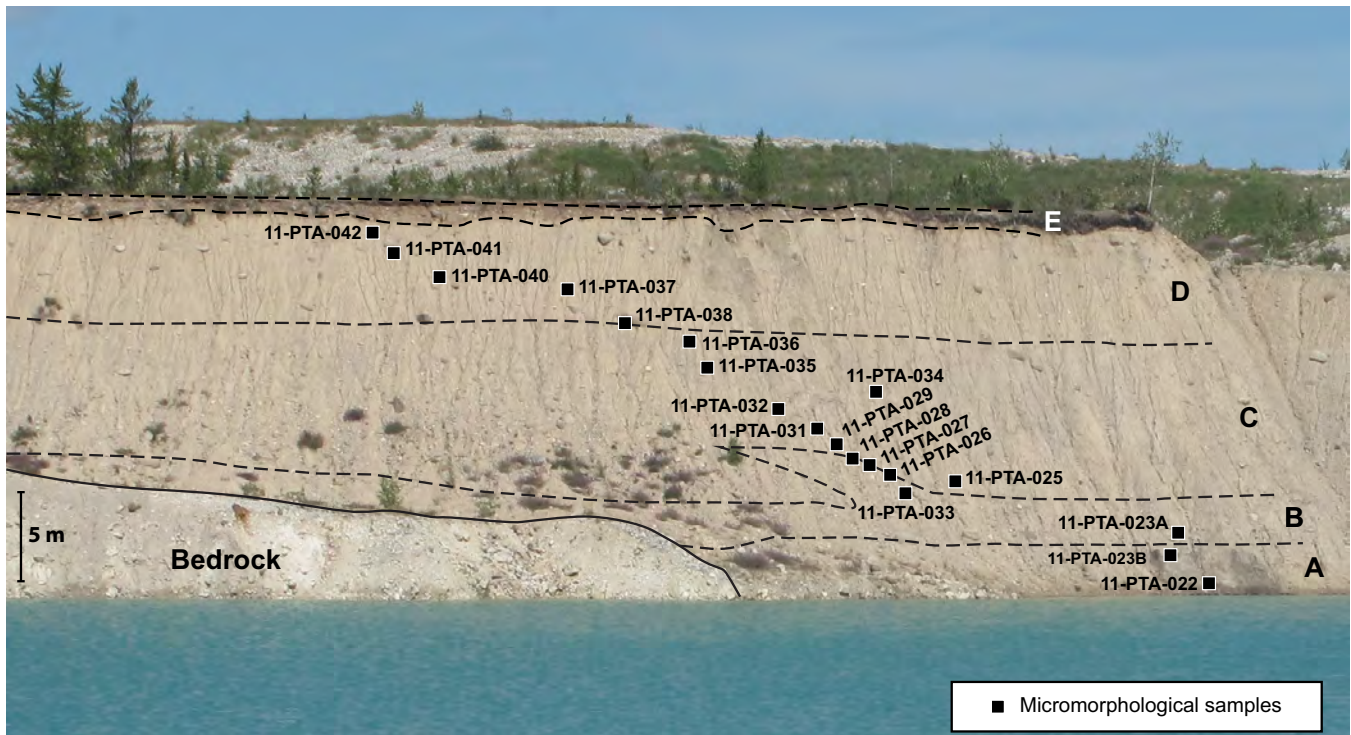 E
11-PTA-042
11-PTA-041
11-PTA-040
11-PTA-037
D
11-PTA-038
11-PTA-036
11-PTA-035
11-PTA-034
11-PTA-032
11-PTA-029
11-PTA-031
11-PTA-028
11-PTA-027
11-PTA-026
C
11-PTA-025
11-PTA-033
B
11-PTA-023A
5 m
Bedrock
11-PTA-023B
A
11-PTA-022
Micromorphological samples